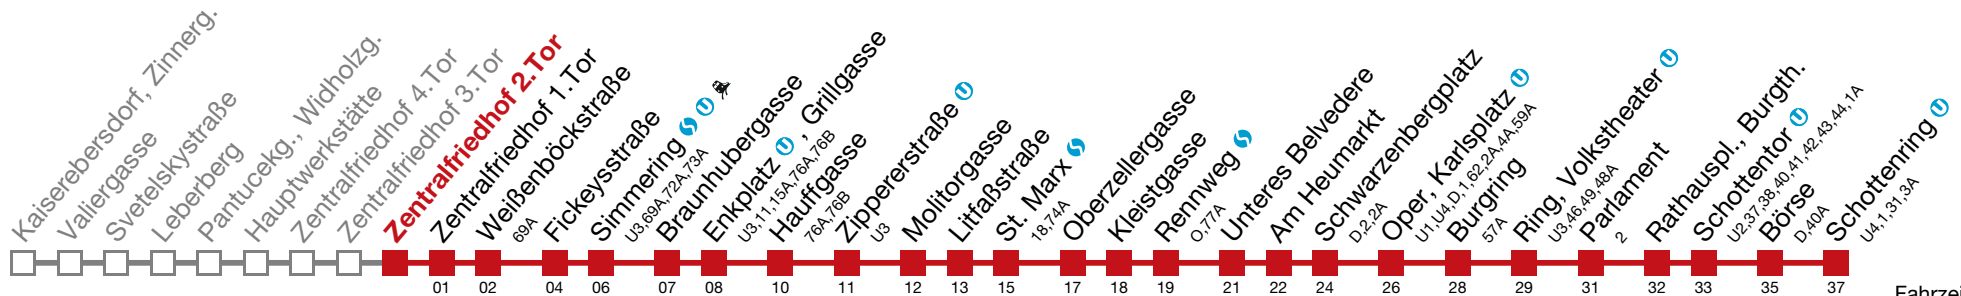 Kaiserebersdorf, Zinnerg.
Valiergasse
Svetelskystraße
Leberberg
Pantucekg., Widholzg.
Hauptwerkstätte
Zentralfriedhof 4.Tor
Zentralfriedhof 3.Tor
Zentralfriedhof 2.Tor
Zentralfriedhof 1.Tor
Weißenböckstraße
69A
Fickeysstraße
Simmering S U
U3,69A,72A,73A
Braunhubergasse
Enkplatz U , Grillgasse
U3,11,15A,76A,76B
Hauffgasse
76A,76B
Zippererstraße U
U3
Molitorgasse
Litfaßstraße
St. Marx S
18,74A
Oberzellergasse
Kleistgasse
Rennweg S
O,77A
Unteres Belvedere
Am Heumarkt
Schwarzenbergplatz
D,2,2A
Oper, Karlsplatz U
U1,U4,D,1,62,2A,4A,59A
Burgring
57A
Ring, Volkstheater U
U3,46,49,48A
Parlament
2
Rathauspl., Burgth.
Schottentor U
U2,37,38,40,41,42,43,44,1A
Börse
D,40A
Schottenring U
U4,1,31,3A
01 02 04 06 07 08 10 11 12 13 15 17 18 19 21 22 24 26 28 29 31 32 33 35 37